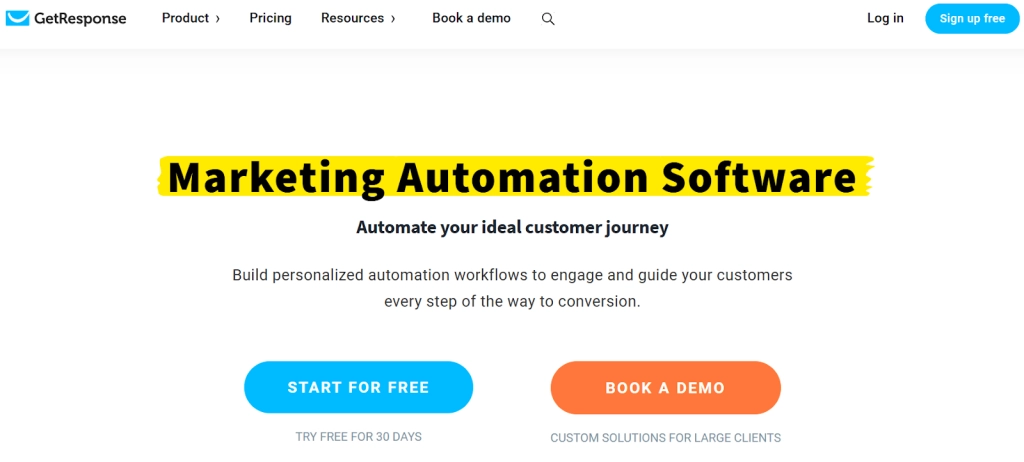 GetResponse Product › Pricing Resources › Book a demo Log in Sign up free
Marketing Automation Software
Automate your ideal customer journey
Build personalized automation workflows to engage and guide your customers
every step of the way to conversion.
START FOR FREE BOOK A DEMO
TRY FREE FOR 30 DAYS CUSTOM SOLUTIONS FOR LARGE CLIENTS